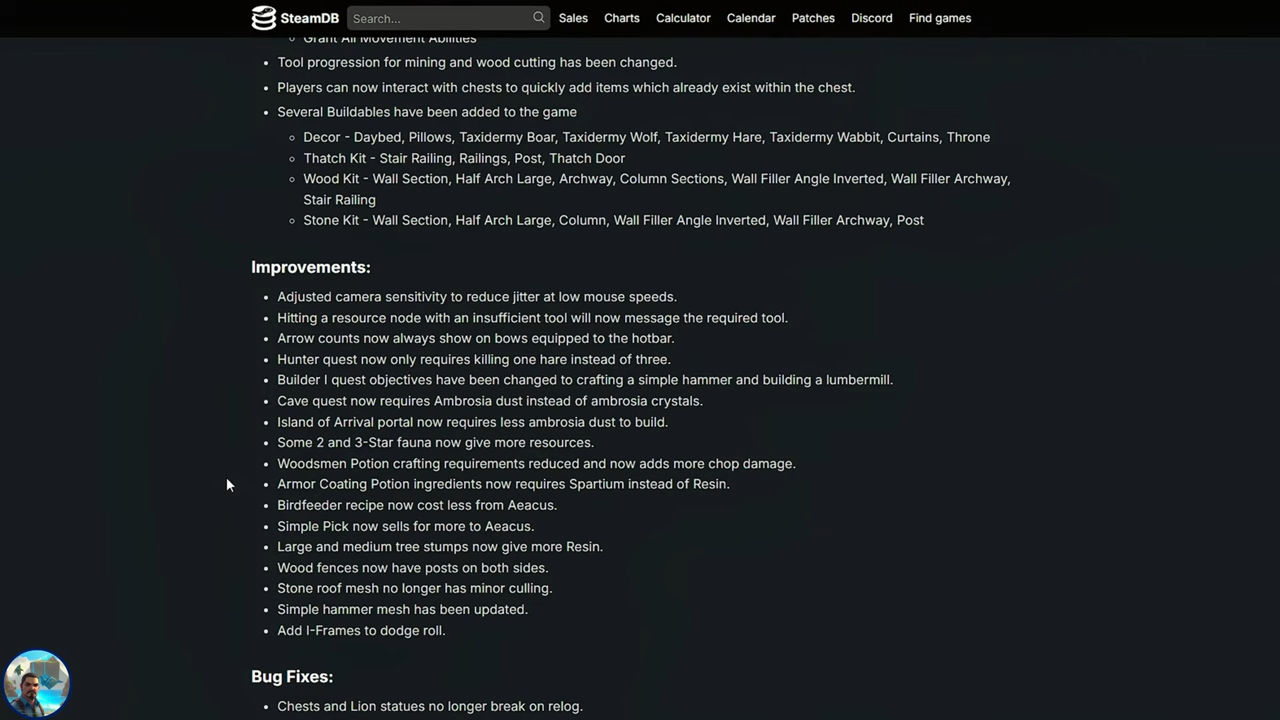 SteamDB Search... Sales Charts Calculator Calendar Patches Discord Find games
Grant All Movement Abilities
Tool progression for mining and wood cutting has been changed.
Players can now interact with chests to quickly add items which already exist within the chest.
Several Buildables have been added to the game
Decor - Daybed, Pillows, Taxidermy Boar, Taxidermy Wolf, Taxidermy Hare, Taxidermy Wabbit, Curtains, Throne
Thatch Kit - Stair Railing, Railings, Post, Thatch Door
Wood Kit - Wall Section, Half Arch Large, Archway, Column Sections, Wall Filler Angle Inverted, Wall Filler Archway,
Stair Railing
Stone Kit - Wall Section, Half Arch Large, Column, Wall Filler Angle Inverted, Wall Filler Archway, Post
Improvements:
Adjusted camera sensitivity to reduce jitter at low mouse speeds.
Hitting a resource node with an insufficient tool will now message the required tool.
Arrow counts now always show on bows equipped to the hotbar.
Hunter quest now only requires killing one hare instead of three.
Builder I quest objectives have been changed to crafting a simple hammer and building a lumbermill.
Cave quest now requires Ambrosia dust instead of ambrosia crystals.
Island of Arrival portal now requires less ambrosia dust to build.
Some 2 and 3-Star fauna now give more resources.
Woodsmen Potion crafting requirements reduced and now adds more chop damage.
Armor Coating Potion ingredients now requires Spartium instead of Resin.
Birdfeeder recipe now cost less from Aeacus.
Simple Pick now sells for more to Aeacus.
Large and medium tree stumps now give more Resin.
Wood fences now have posts on both sides.
Stone roof mesh no longer has minor culling.
Simple hammer mesh has been updated.
Add I-Frames to dodge roll.
Bug Fixes:
Chests and Lion statues no longer break on relog.